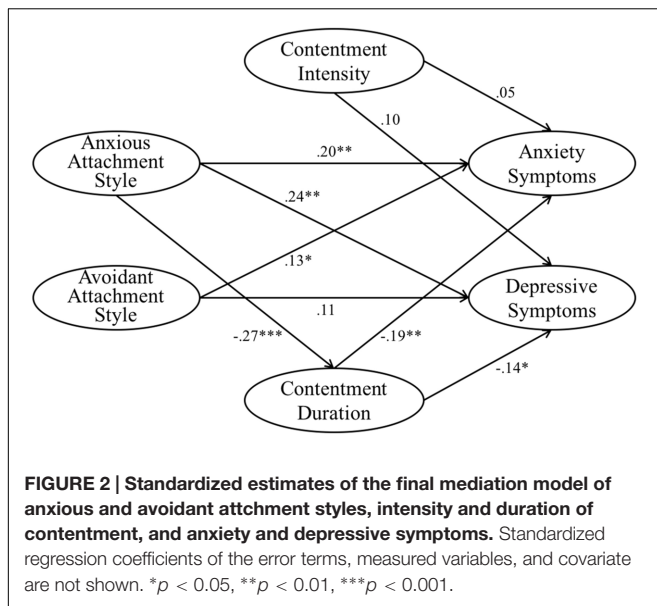 Contentment
Intensity
.05
.10
Anxious
Attachment
Style
.20**
Anxiety
Symptoms
.24**
.13*
Avoidant
Attachment
Style
.11
Depressive
Symptoms
-.27***
-.19**
-.14*
Contentment
Duration
FIGURE 2 | Standardized estimates of the final mediation model of
anxious and avoidant attchment styles, intensity and duration of
contentment, and anxiety and depressive symptoms. Standardized
regression coefficients of the error terms, measured variables, and covariate
are not shown. *p < 0.05, **p < 0.01, ***p < 0.001.